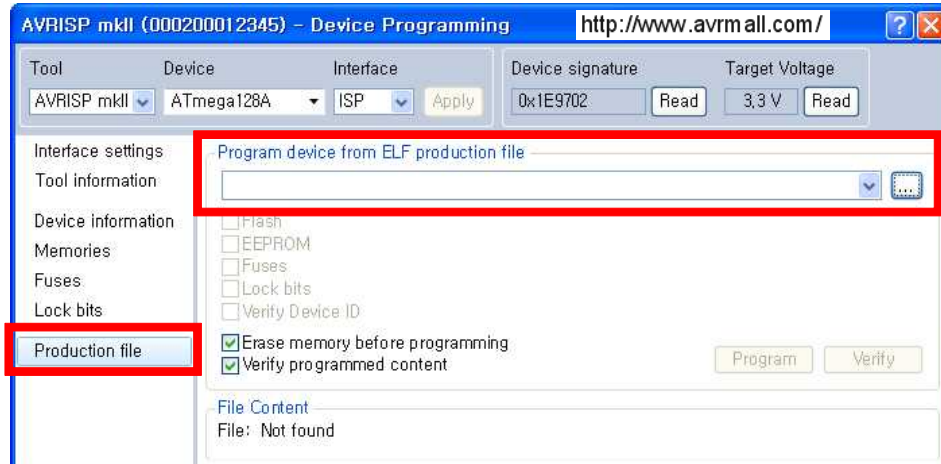 AVRISP mkII (000200012345) - Device Programming
http://www.avrmall.com/
Tool Device Interface Device signature Target Voltage
AVRISP mkII ATmega128A ISP Apply 0x1E9702 Read 3,3 V Read
Interface settings
Tool information
Device information
Memories
Fuses
Lock bits
Production file
Program device from ELF production file
...
Flash
EEPROM
Fuses
Lock bits
Verify Device ID
Erase memory before programming
Verify programmed content
Program Verify
File Content
File: Not found